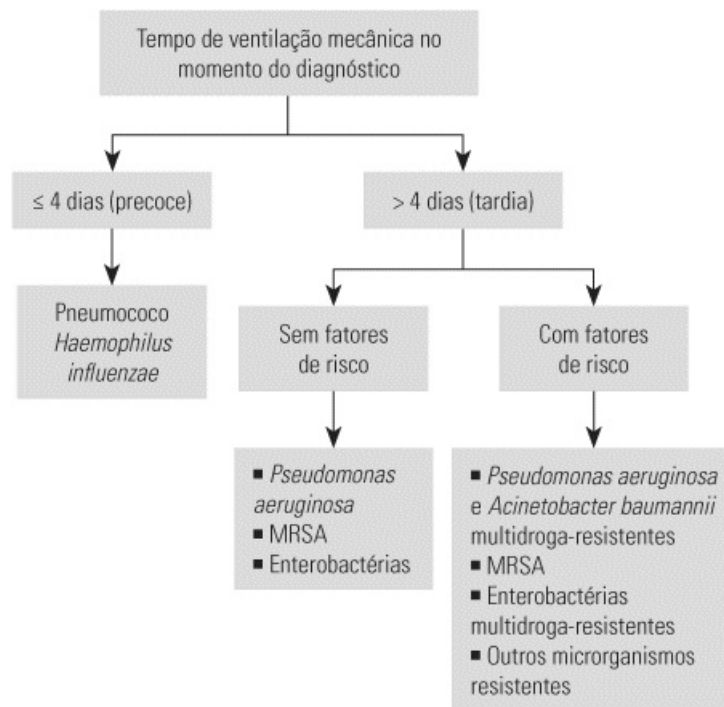 Tempo de ventilação mecânica no
momento do diagnóstico
≤ 4 dias (precoce)
> 4 dias (tardia)
Pneumococo
Haemophilus
influenzae
Sem fatores
de risco
Com fatores
de risco
■ Pseudomonas
aeruginosa
■ MRSA
■ Enterobactérias
■ Pseudomonas aeruginosa
e Acinetobacter baumannii
multidroga-resistentes
■ MRSA
■ Enterobactérias
multidroga-resistentes
■ Outros microrganismos
resistentes